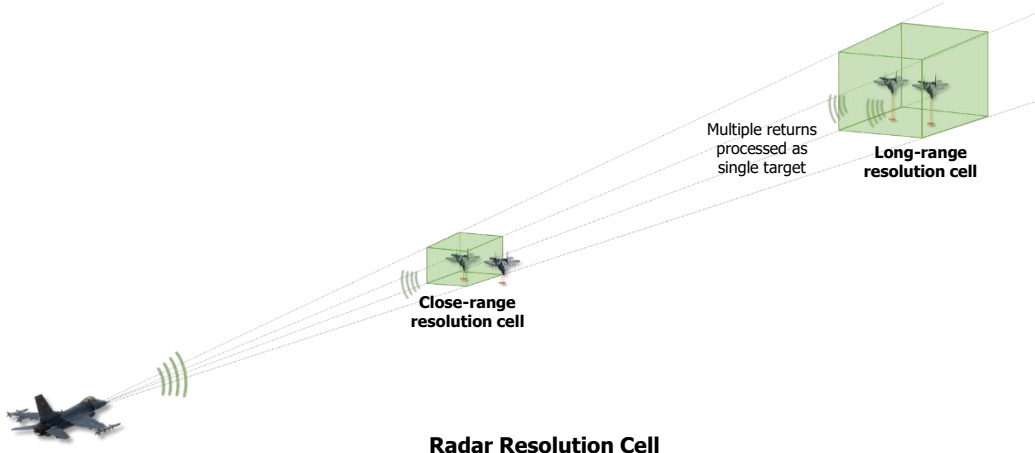 Multiple returns
processed as
single target
Long-range
resolution cell
Close-range
resolution cell
Radar Resolution Cell